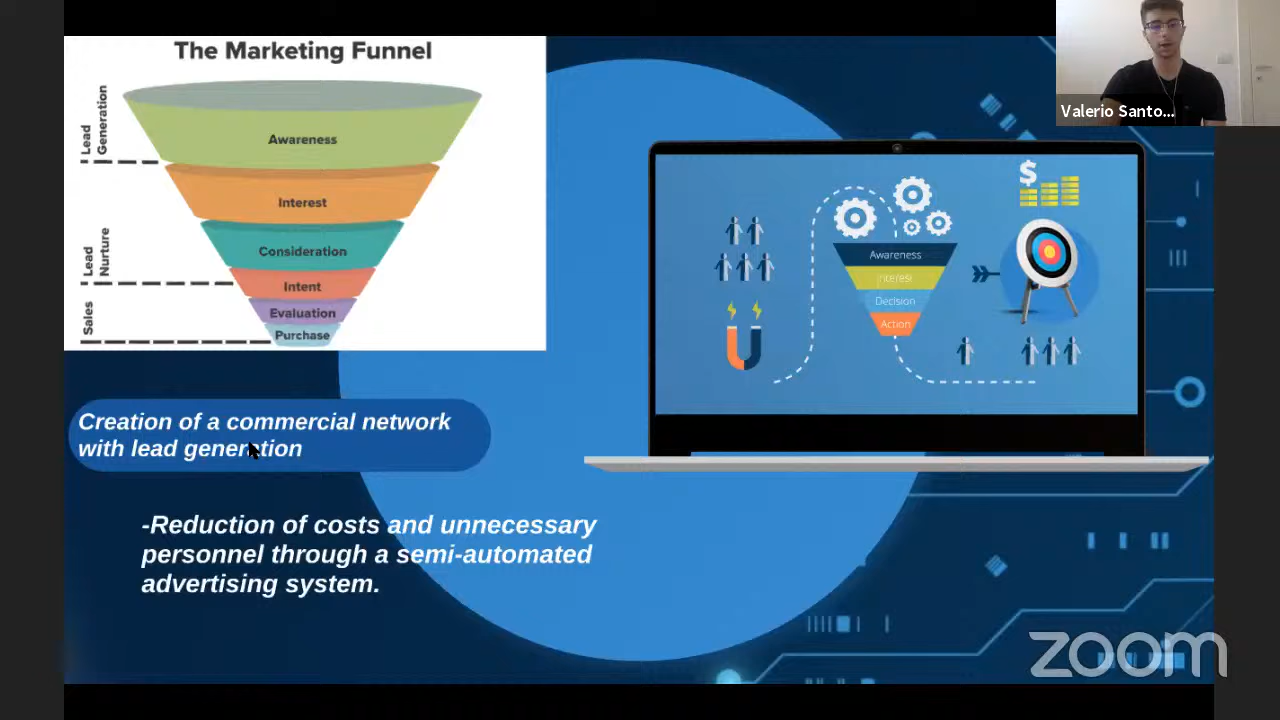 The Marketing Funnel
Lead
Generation
Awareness
Interest
Lead
Nurture
Consideration
Intent
Sales
Evaluation
Purchase
Valerio Santo...
$
Awareness
Interest
Decision
Action
Creation of a commercial network
with lead generation
-Reduction of costs and unnecessary
personnel through a semi-automated
advertising system.
zoom